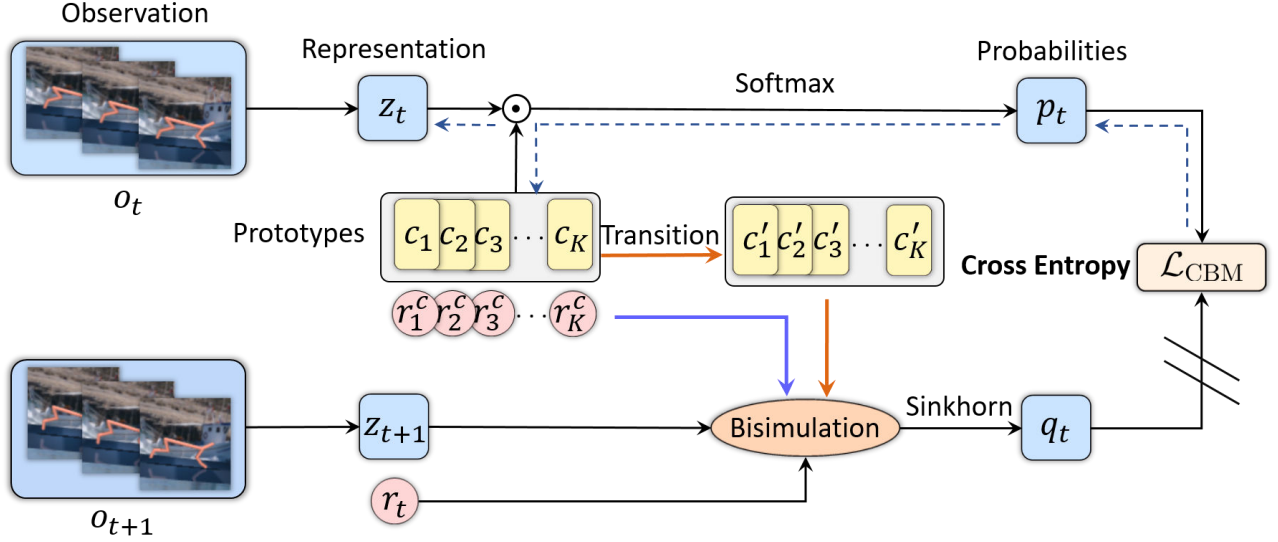 Observation
Representation
Probabilities
Softmax
z_t
p_t
o_t
Prototypes
c_1 c_2 c_3 ... c_K
Transition
c'_1 c'_2 c'_3 ... c'_K
Cross Entropy
ℒ_CBM
r^c_1 r^c_2 r^c_3 ... r^c_K
z_{t+1}
Bisimulation
Sinkhorn
q_t
r_t
o_{t+1}